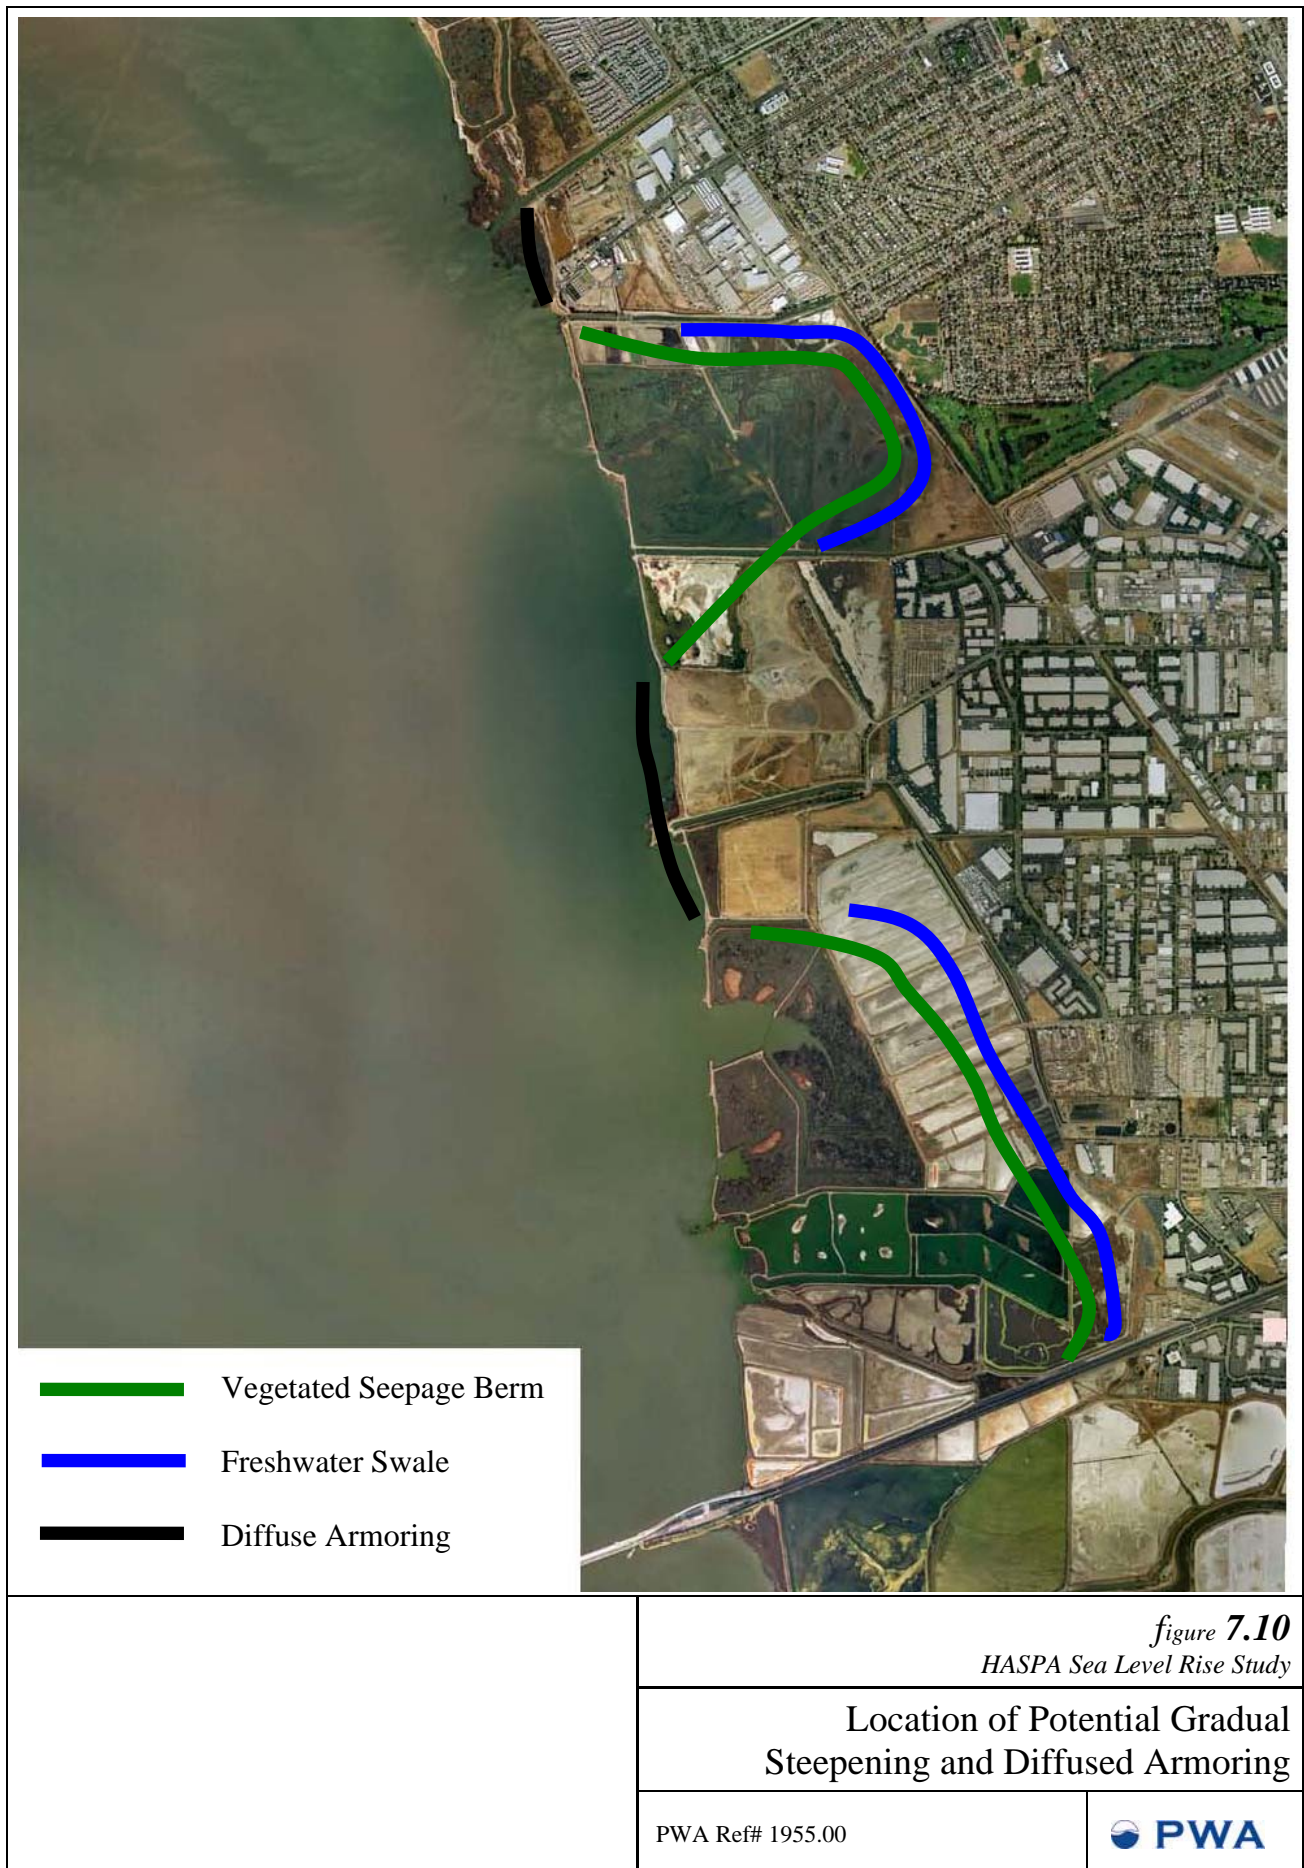 Vegetated Seepage Berm
Freshwater Swale
Diffuse Armoring
figure 7.10
HASPA Sea Level Rise Study
Location of Potential Gradual
Steepening and Diffused Armoring
PWA Ref# 1955.00
PWA